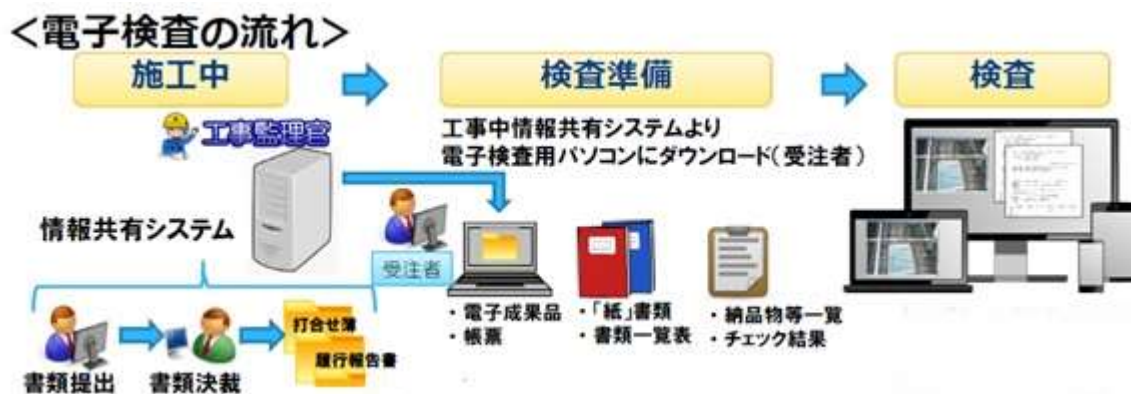 <電子検査の流れ>
施工中
検査準備
検査
工事監理官
工事中情報共有システムより
電子検査用パソコンにダウンロード(受注者)
情報共有システム
受注者
・電子成果品
・帳票
・「紙」書類
・書類一覧表
・納品物等一覧
・チェック結果
打合せ簿
履行報告書
書類提出
書類決裁